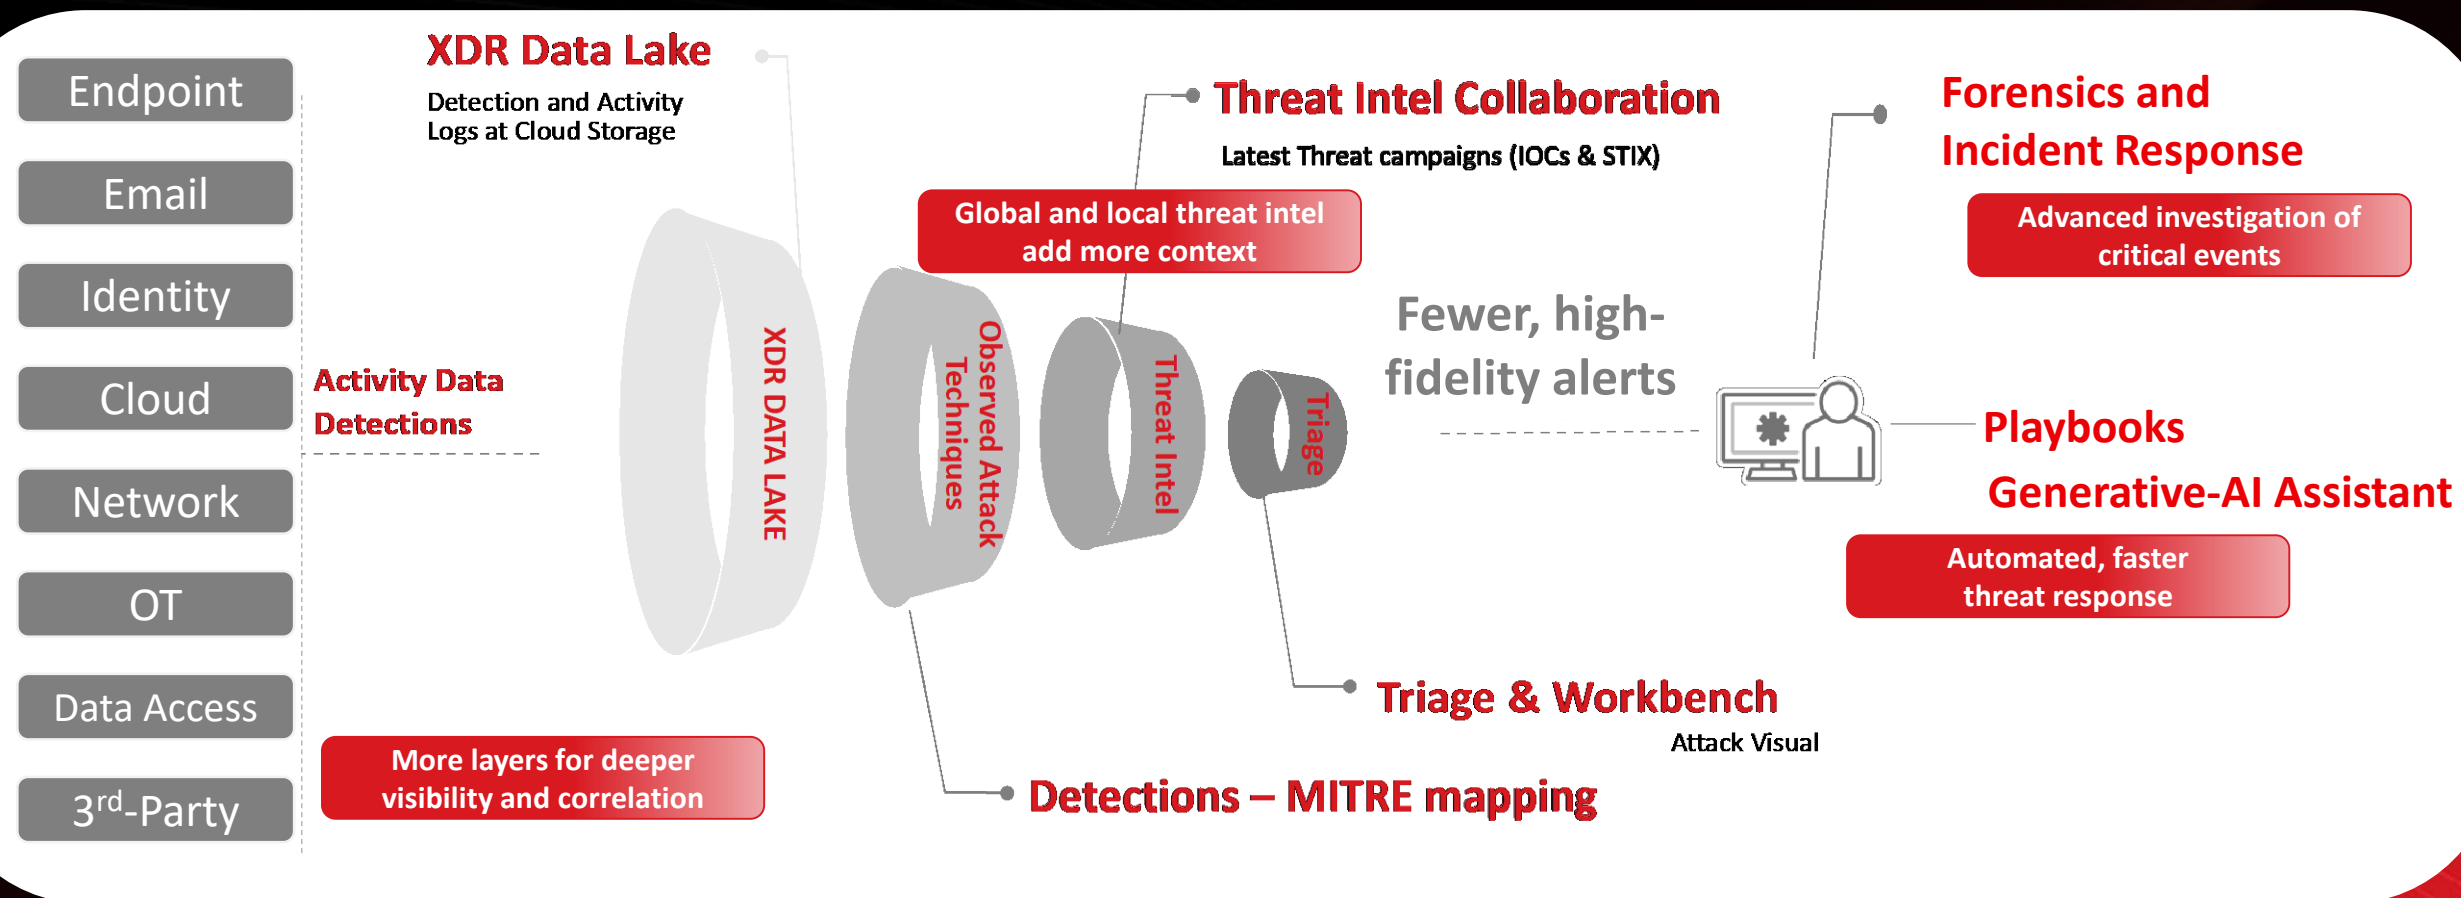 Endpoint
Email
Identity
Cloud
Network
OT
Data Access
3rd-Party
Activity Data
Detections
More layers for deeper
visibility and correlation
XDR Data Lake
Detection and Activity
Logs at Cloud Storage
XDR DATA LAKE
Observed Attack
Techniques
Threat Intel
Triage
Threat Intel Collaboration
Latest Threat campaigns (IOCs & STIX)
Global and local threat intel
add more context
Detections – MITRE mapping
Triage & Workbench
Attack Visual
Fewer, high-
fidelity alerts
Forensics and
Incident Response
Advanced investigation of
critical events
Playbooks
Generative-AI Assistant
Automated, faster
threat response